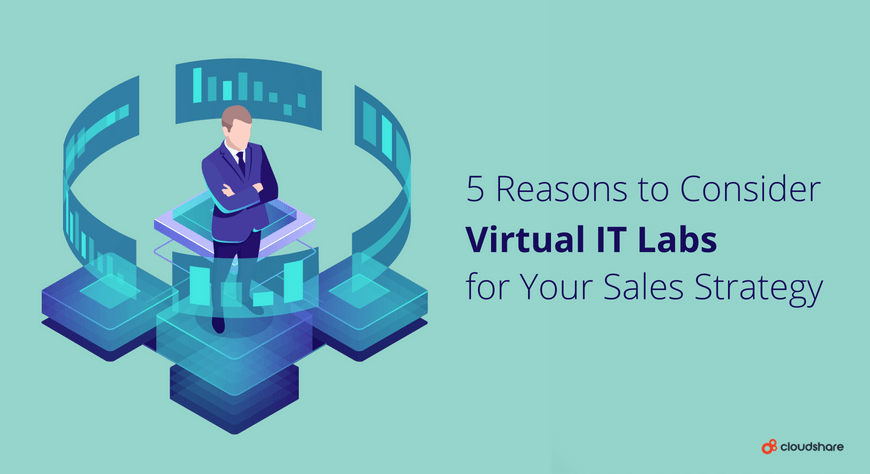 5 Reasons to Consider
Virtual IT Labs
for Your Sales Strategy
cloudshare